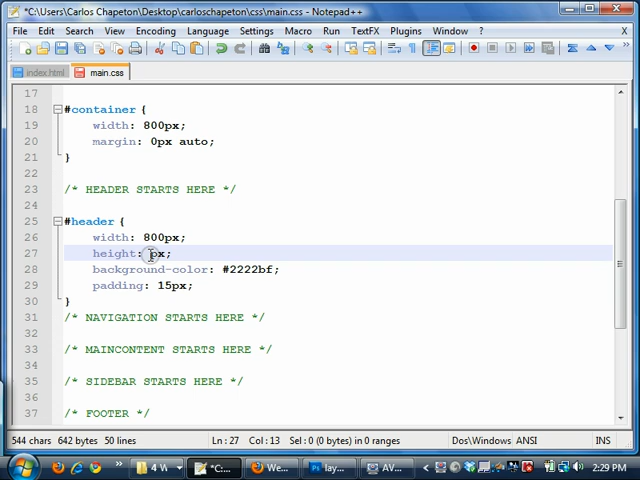 *C:\Users\Carlos Chapeton\Desktop\carloschapeton\css\main.css - Notepad++
File Edit Search View Encoding Language Settings Macro Run TextFX Plugins Window ? X
index.html main.css
17
18 #container {
19 width: 800px;
20 margin: 0px auto;
21 }
22
23 /* HEADER STARTS HERE */
24
25 #header {
26 width: 800px;
27 height: px;
28 background-color: #2222bf;
29 padding: 15px;
30 }
31 /* NAVIGATION STARTS HERE */
32
33 /* MAINCONTENT STARTS HERE */
34
35 /* SIDEBAR STARTS HERE */
36
37 /* FOOTER */
544 chars 642 bytes 50 lines Ln : 27 Col : 13 Sel : 0 (0 bytes) in 0 ranges Dos\Windows ANSI INS
» 4 W *C:... We... lay... AV... « 2:29 PM